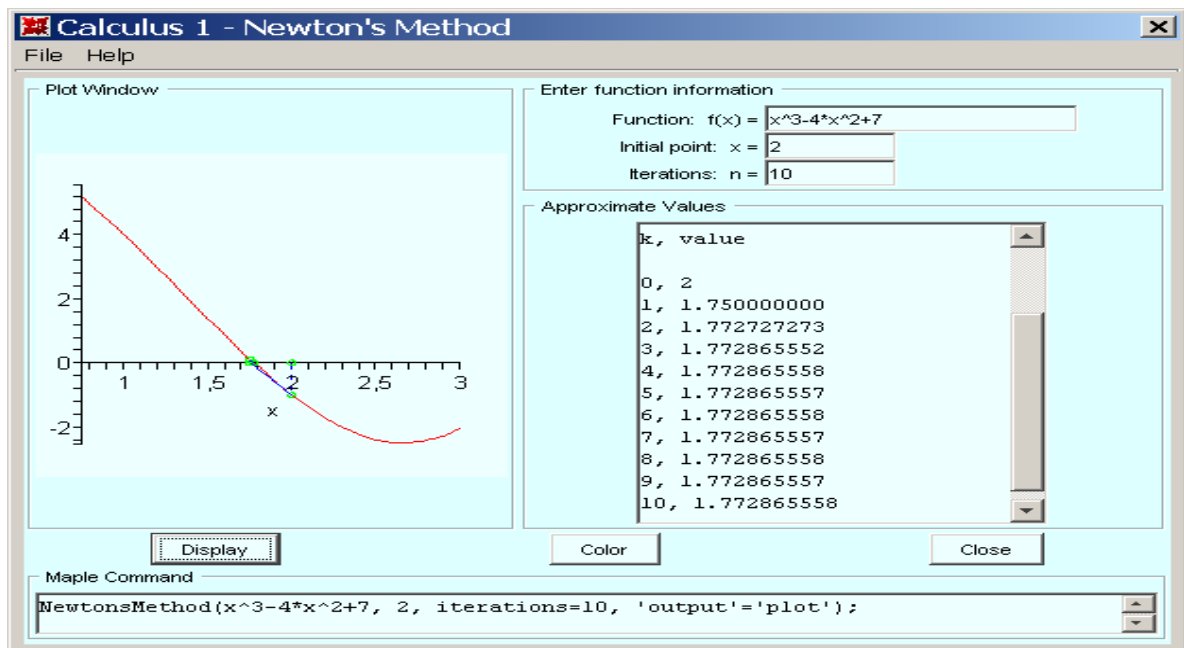 Calculus 1 - Newton's Method
File Help
Plot Window
4
2
0
-2
1
1,5
2
2,5
3
x
Enter function information
Function: f(x) = x^3-4*x^2+7
Initial point: x = 2
Iterations: n = 10
Approximate Values
k, value
0, 2
1, 1.750000000
2, 1.772727273
3, 1.772865552
4, 1.772865558
5, 1.772865557
6, 1.772865558
7, 1.772865557
8, 1.772865558
9, 1.772865557
10, 1.772865558
Display
Color
Close
Maple Command
NewtonsMethod(x^3-4*x^2+7, 2, iterations=10, 'output'='plot');